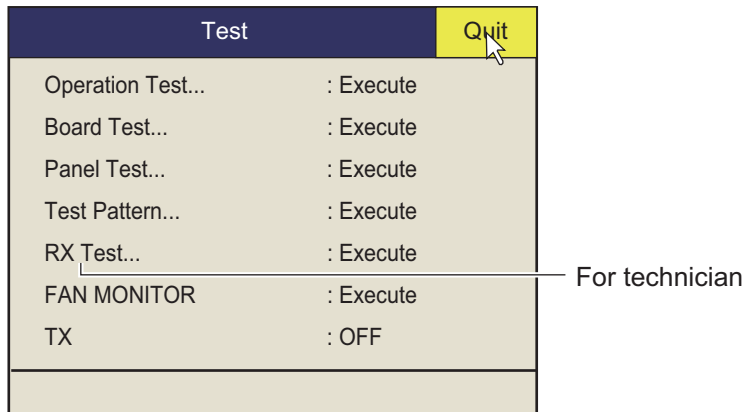 Test Quit
Operation Test... : Execute
Board Test... : Execute
Panel Test... : Execute
Test Pattern... : Execute
RX Test... : Execute
For technician
FAN MONITOR : Execute
TX : OFF